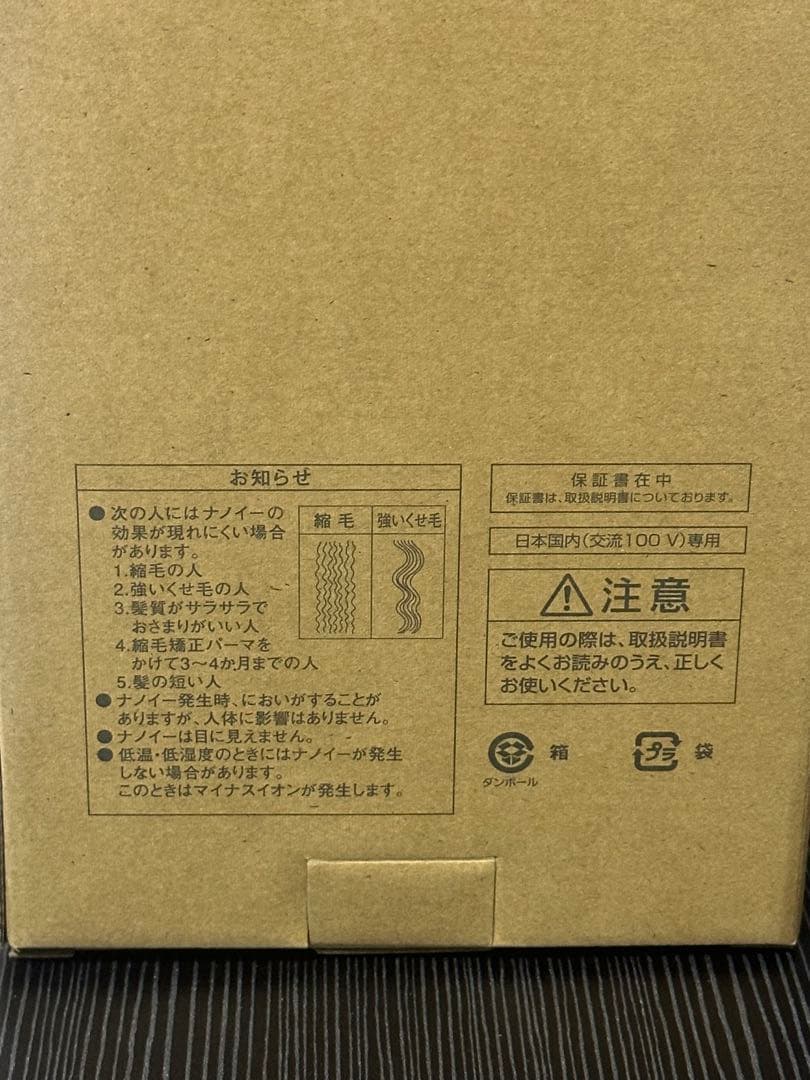 お知らせ
●次の人にはナノイーの
効果が現れにくい場合
があります。
1.縮毛の人
2.強いくせ毛の人
3.髪質がサラサラで
おさまりがいい人
4.縮毛矯正パーマを
かけて3〜4か月までの人
5.髪の短い人
縮毛 強いくせ毛
●ナノイー発生時、においがすることが
ありますが、人体に影響はありません。
●ナノイーは目に見えません。
●低温・低湿度のときにはナノイーが発生
しない場合があります。
このときはマイナスイオンが発生します。
保証書在中
保証書は、取扱説明書についております。
日本国内(交流100 V)専用
注意
ご使用の際は、取扱説明書
をよくお読みのうえ、正しく
お使いください。
箱
ダンボール
プラ 袋